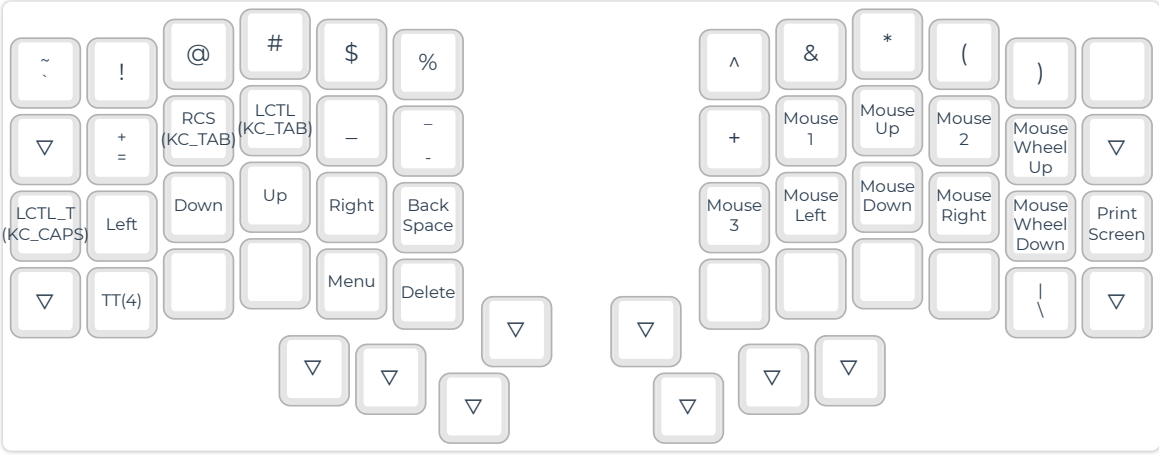 ~
`
!
@
#
$
%
^
&
*
(
)
▽
+
=
RCS
(KC_TAB)
LCTL
(KC_TAB)
_
_
-
+
Mouse
1
Mouse
Up
Mouse
2
Mouse
Wheel
Up
▽
LCTL_T
(KC_CAPS)
Left
Down
Up
Right
Back
Space
Mouse
3
Mouse
Left
Mouse
Down
Mouse
Right
Mouse
Wheel
Down
Print
Screen
▽
TT(4)
Menu
Delete
|
\
▽
▽
▽
▽
▽
▽
▽
▽
▽